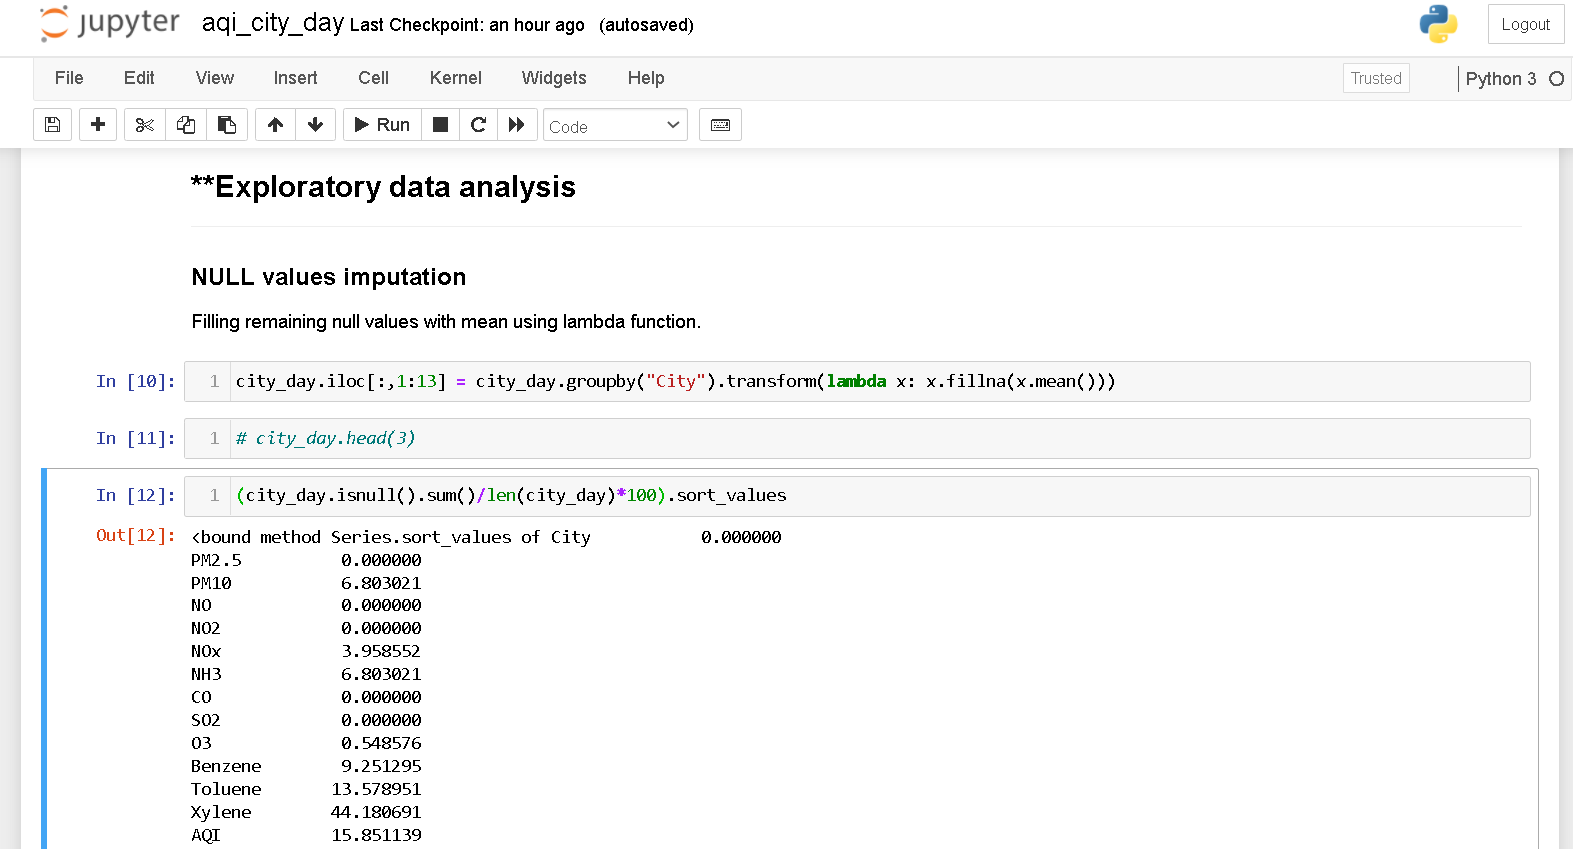 jupyter aqi_city_day Last Checkpoint: an hour ago (autosaved) Logout
File Edit View Insert Cell Kernel Widgets Help Trusted Python 3
Run Code
**Exploratory data analysis
NULL values imputation
Filling remaining null values with mean using lambda function.
In [10]: 1 city_day.iloc[:,1:13] = city_day.groupby("City").transform(lambda x: x.fillna(x.mean()))
In [11]: 1 # city_day.head(3)
In [12]: 1 (city_day.isnull().sum()/len(city_day)*100).sort_values
Out[12]: <bound method Series.sort_values of City 0.000000
PM2.5 0.000000
PM10 6.803021
NO 0.000000
NO2 0.000000
NOx 3.958552
NH3 6.803021
CO 0.000000
SO2 0.000000
O3 0.548576
Benzene 9.251295
Toluene 13.578951
Xylene 44.180691
AQI 15.851139